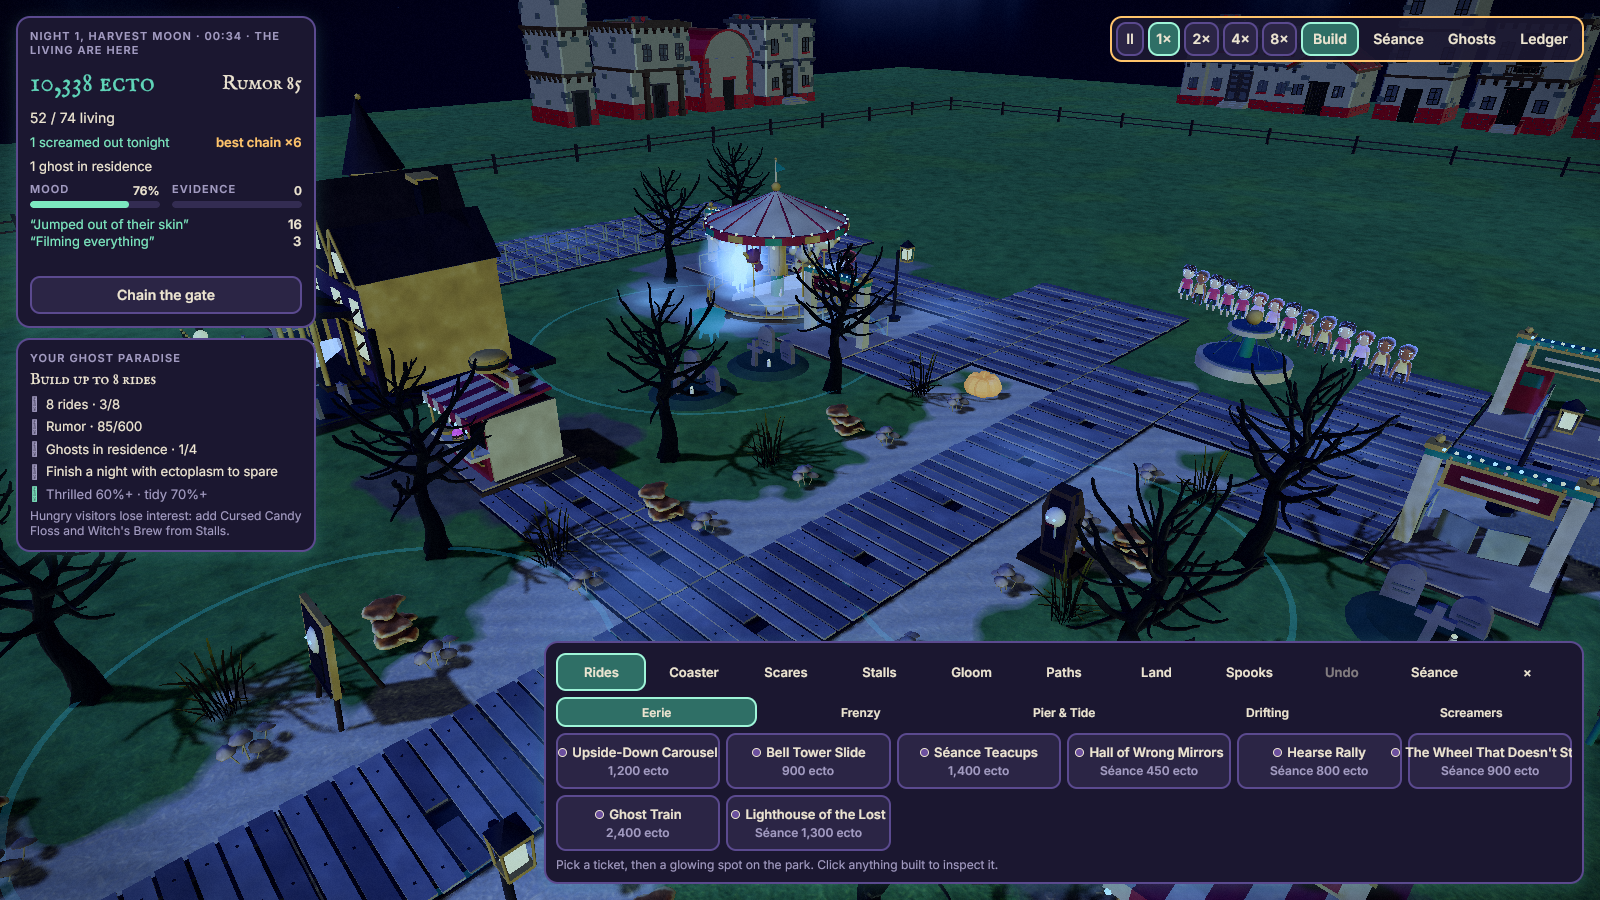 NIGHT 1, HARVEST MOON · 00:34 · THE
LIVING ARE HERE
10,338 ECTO
Rumor 85
52 / 74 living
1 screamed out tonight
best chain ×6
1 ghost in residence
MOOD 76%
EVIDENCE 0
“Jumped out of their skin” 16
“Filming everything” 3
Chain the gate
YOUR GHOST PARADISE
Build up to 8 rides
8 rides · 3/8
Rumor · 85/600
Ghosts in residence · 1/4
Finish a night with ectoplasm to spare
Thrilled 60%+ · tidy 70%+
Hungry visitors lose interest: add Cursed Candy
Floss and Witch's Brew from Stalls.
II 1× 2× 4× 8× Build Séance Ghosts Ledger
Rides Coaster Scares Stalls Gloom Paths Land Spooks Undo Séance ×
Eerie Frenzy Pier & Tide Drifting Screamers
Upside-Down Carousel
1,200 ecto
Bell Tower Slide
900 ecto
Séance Teacups
1,400 ecto
Hall of Wrong Mirrors
Séance 450 ecto
Hearse Rally
Séance 800 ecto
The Wheel That Doesn't St
Séance 900 ecto
Ghost Train
2,400 ecto
Lighthouse of the Lost
Séance 1,300 ecto
Pick a ticket, then a glowing spot on the park. Click anything built to inspect it.